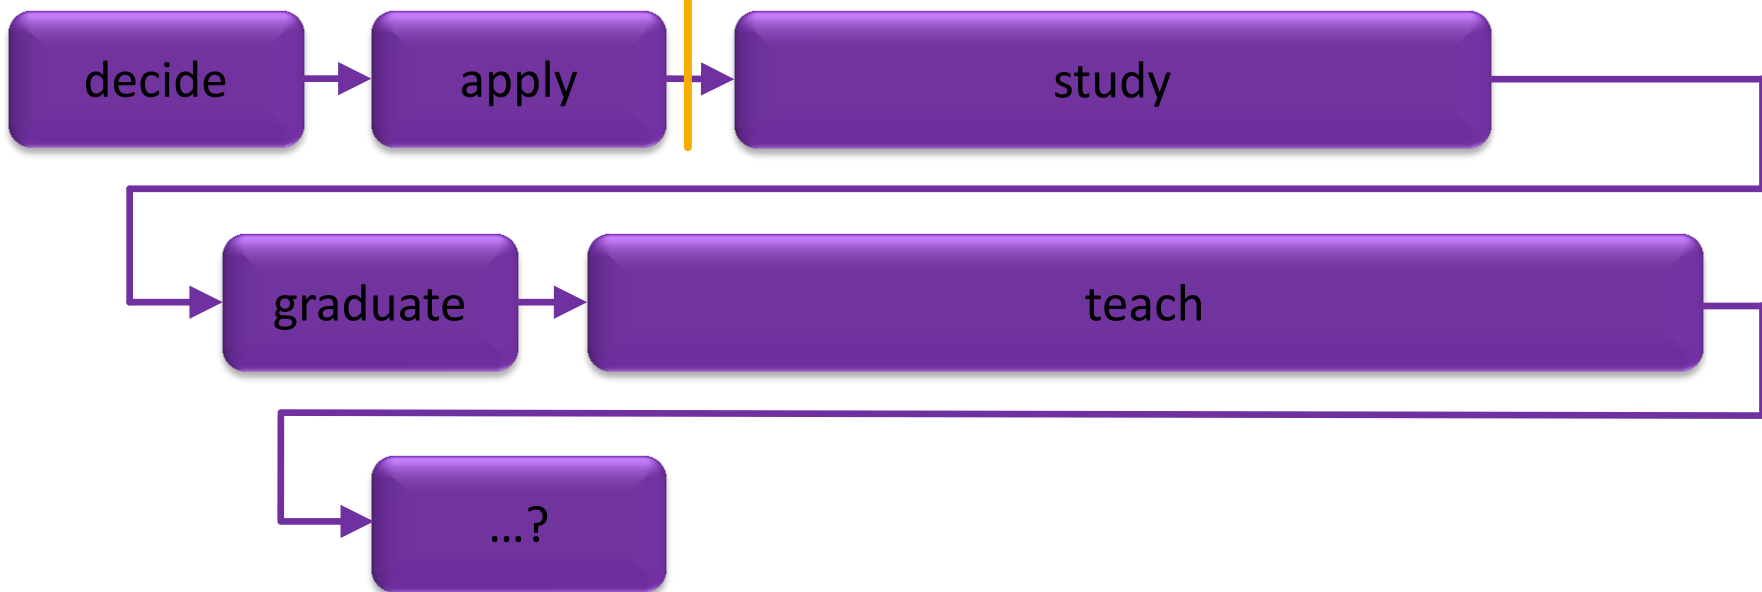 decide
apply
study
graduate
teach
...?